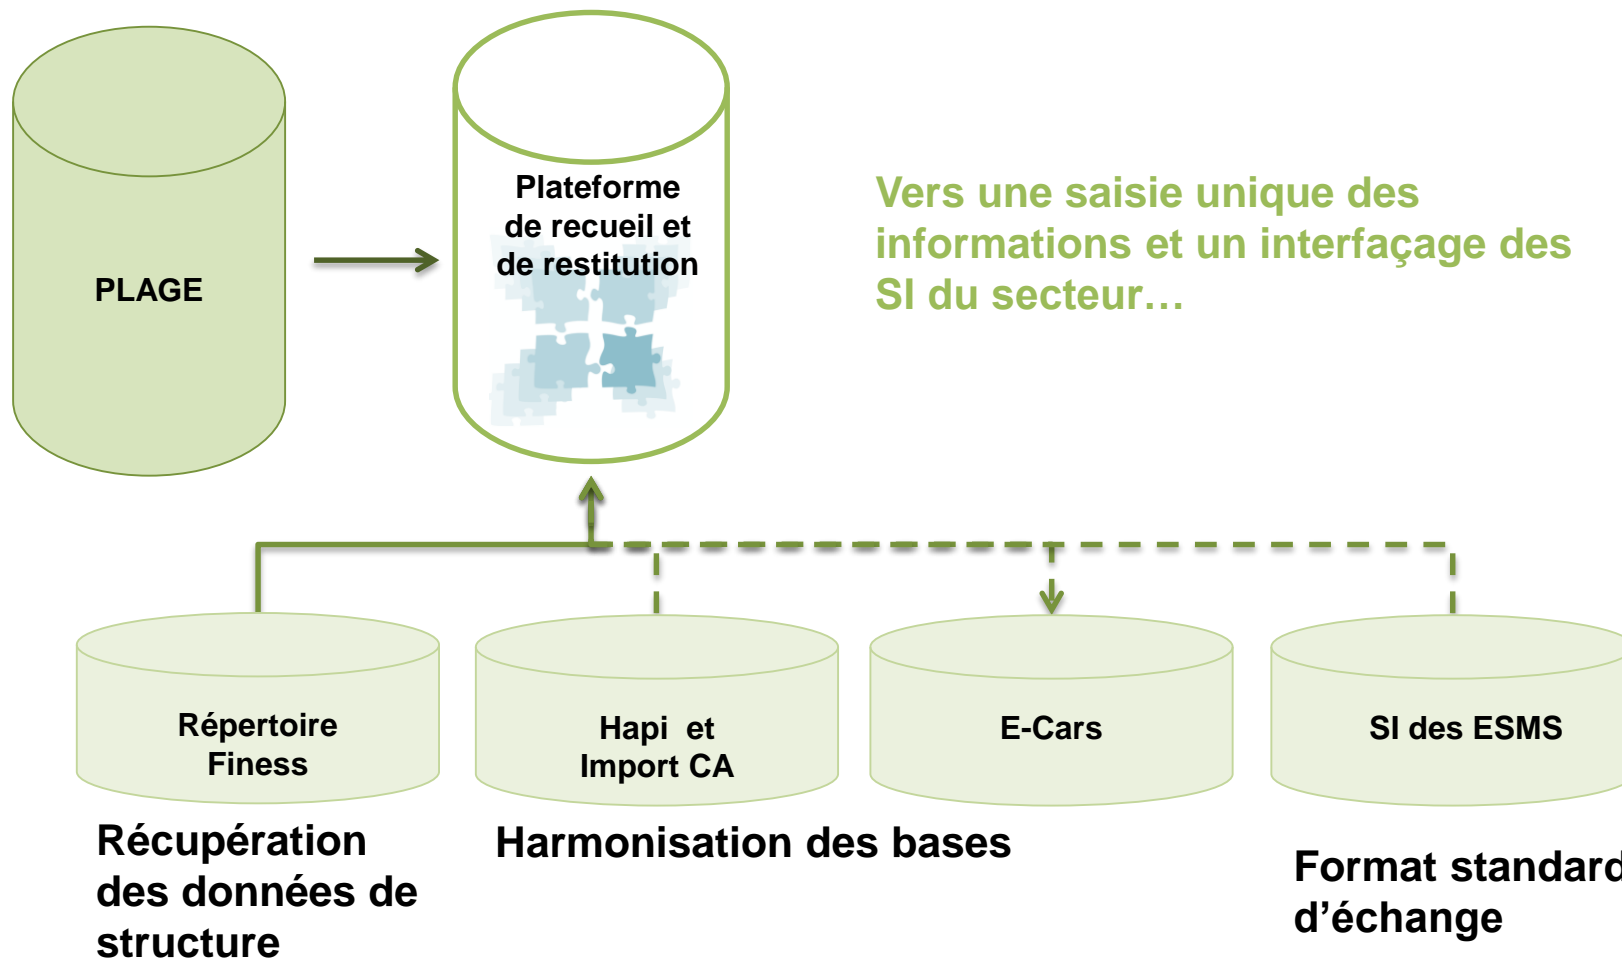 PLAGE
Plateforme
de recueil et
de restitution
Vers une saisie unique des
informations et un interfaçage des
SI du secteur…
Répertoire
Finess
Hapi et
Import CA
E-Cars
SI des ESMS
Récupération
des données de
structure
Harmonisation des bases
Format standard
d’échange